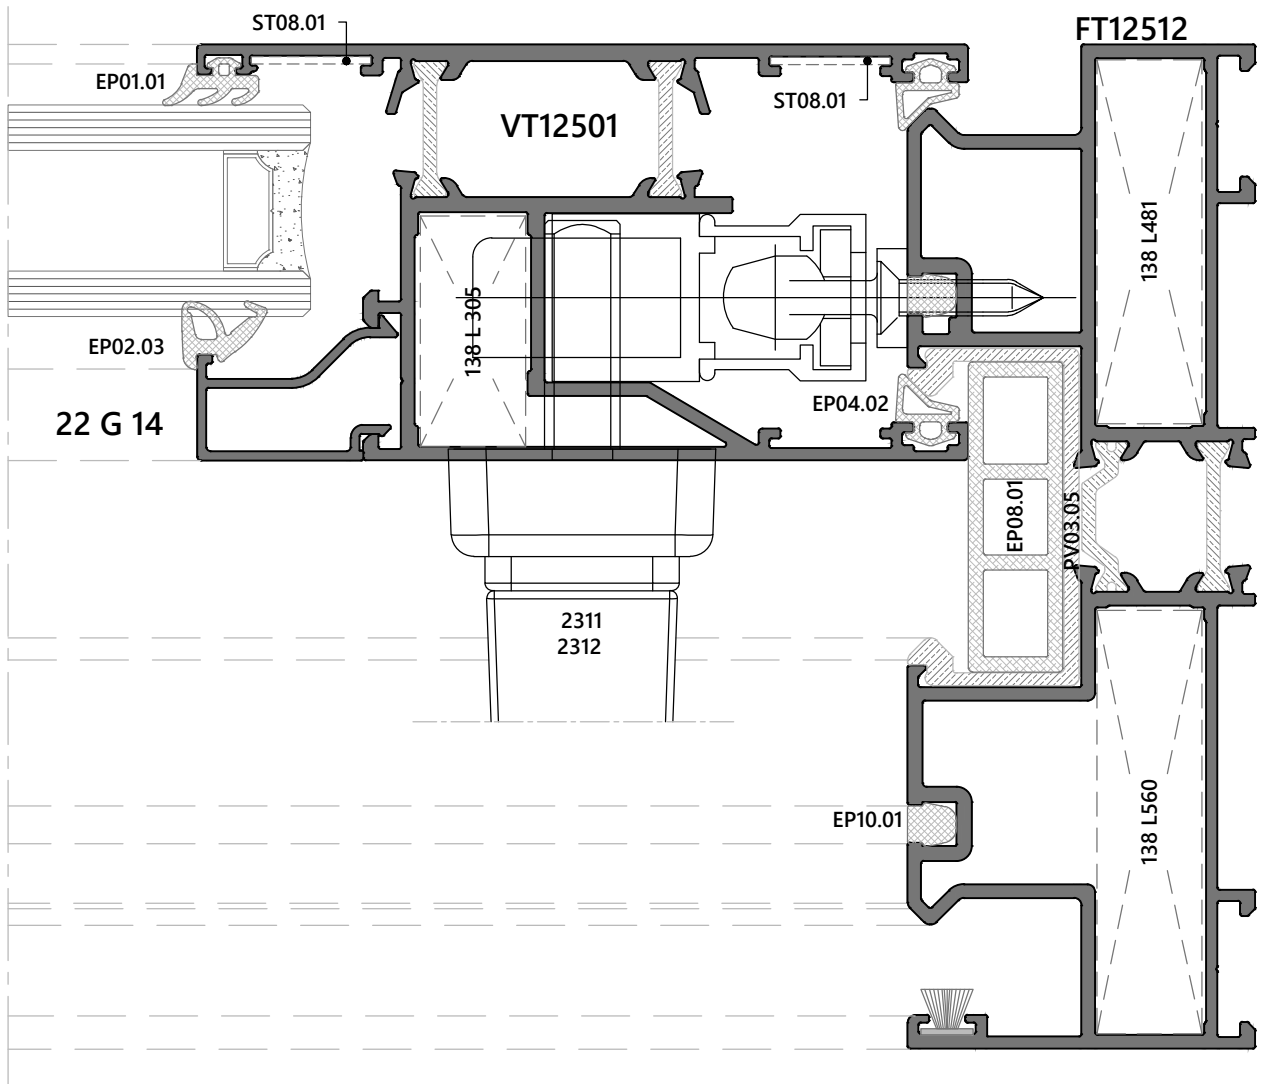 ST08.01
FT12512
EP01.01
ST08.01
VT12501
138 L481
138 L 305
EP02.03
EP04.02
22 G 14
EP08.01
PV03.05
2311
2312
EP10.01
138 L560